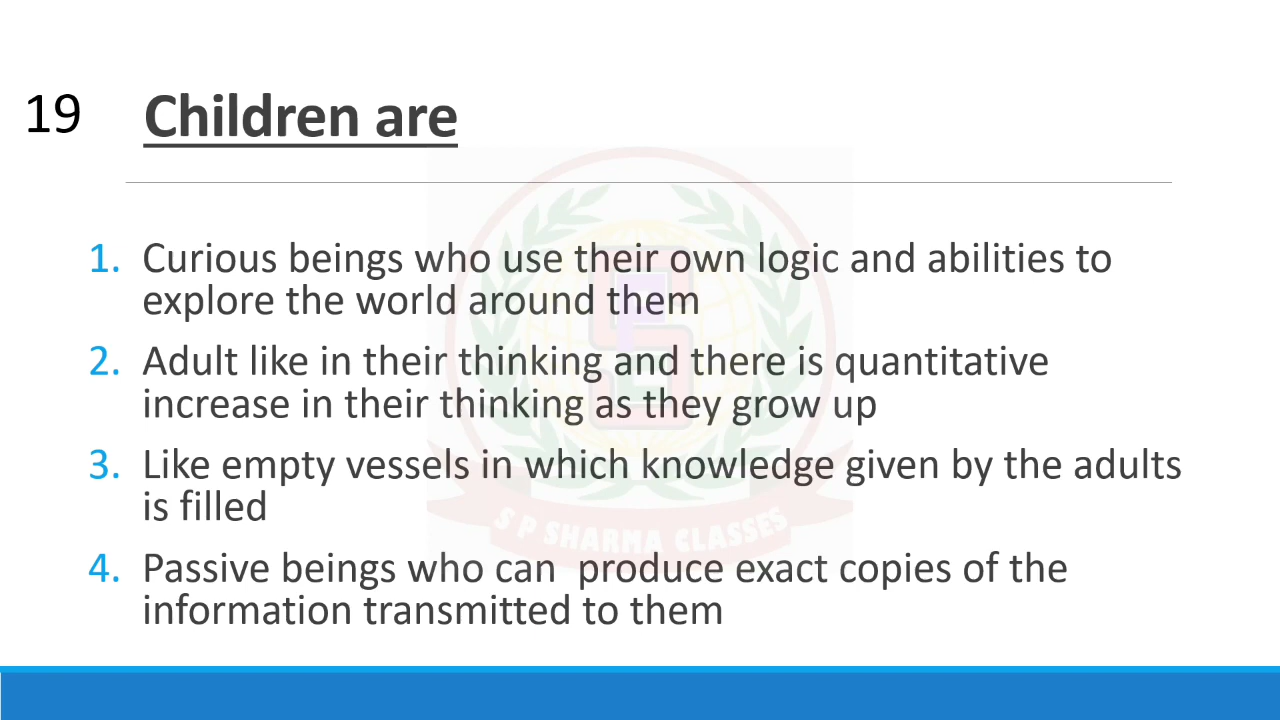 19 Children are
1. Curious beings who use their own logic and abilities to
explore the world around them
2. Adult like in their thinking and there is quantitative
increase in their thinking as they grow up
3. Like empty vessels in which knowledge given by the adults
is filled
4. Passive beings who can  produce exact copies of the
information transmitted to them
S P SHARMA CLASSES